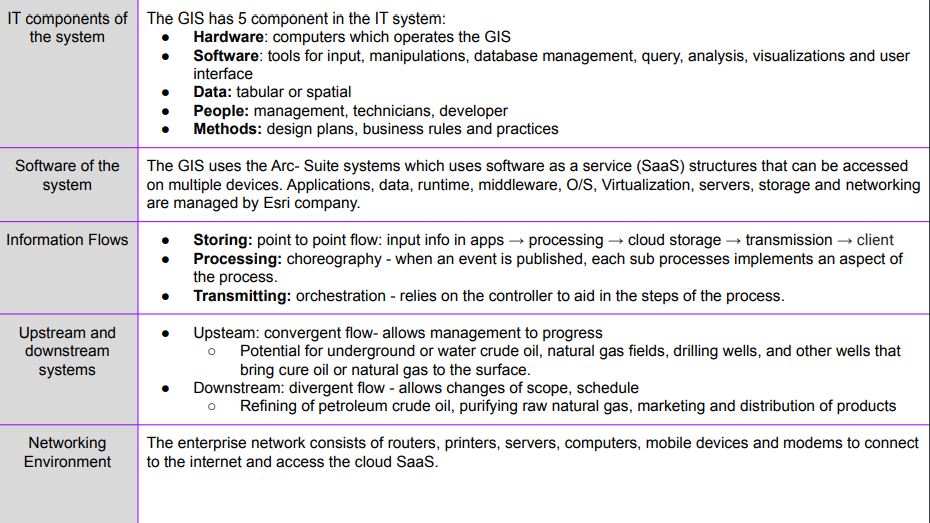 IT components of
the system
The GIS has 5 component in the IT system:
● Hardware: computers which operates the GIS
● Software: tools for input, manipulations, database management, query, analysis, visualizations and user
interface
● Data: tabular or spatial
● People: management, technicians, developer
● Methods: design plans, business rules and practices
Software of the
system
The GIS uses the Arc- Suite systems which uses software as a service (SaaS) structures that can be accessed
on multiple devices. Applications, data, runtime, middleware, O/S, Virtualization, servers, storage and networking
are managed by Esri company.
Information Flows
● Storing: point to point flow: input info in apps → processing → cloud storage → transmission → client
● Processing: choreography - when an event is published, each sub processes implements an aspect of
the process.
● Transmitting: orchestration - relies on the controller to aid in the steps of the process.
Upstream and
downstream
systems
● Upsteam: convergent flow- allows management to progress
○ Potential for underground or water crude oil, natural gas fields, drilling wells, and other wells that
bring cure oil or natural gas to the surface.
● Downstream: divergent flow - allows changes of scope, schedule
○ Refining of petroleum crude oil, purifying raw natural gas, marketing and distribution of products
Networking
Environment
The enterprise network consists of routers, printers, servers, computers, mobile devices and modems to connect
to the internet and access the cloud SaaS.